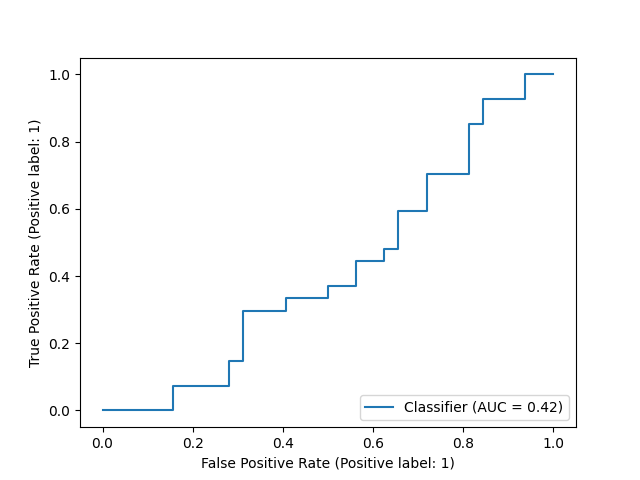 1.0
0.8
0.6
0.4
0.2
0.0
True Positive Rate (Positive label: 1)
Classifier (AUC = 0.42)
0.0 0.2 0.4 0.6 0.8 1.0
False Positive Rate (Positive label: 1)